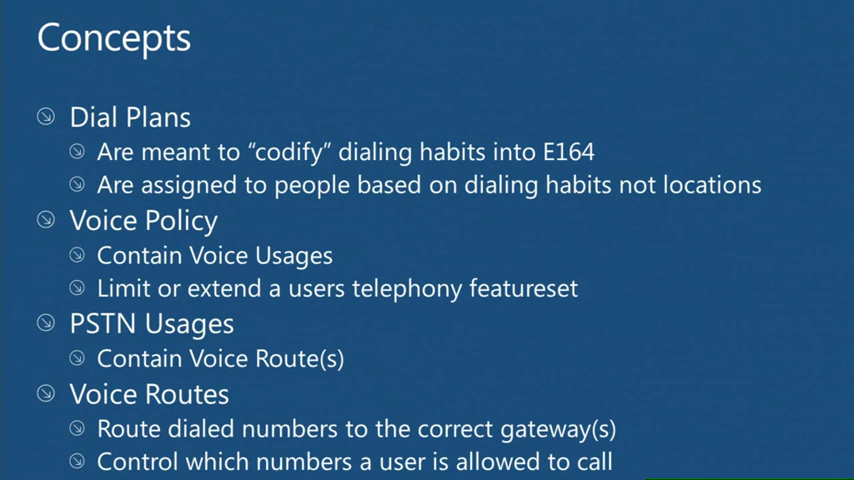 Concepts
Dial Plans
Are meant to “codify” dialing habits into E164
Are assigned to people based on dialing habits not locations
Voice Policy
Contain Voice Usages
Limit or extend a users telephony featureset
PSTN Usages
Contain Voice Route(s)
Voice Routes
Route dialed numbers to the correct gateway(s)
Control which numbers a user is allowed to call